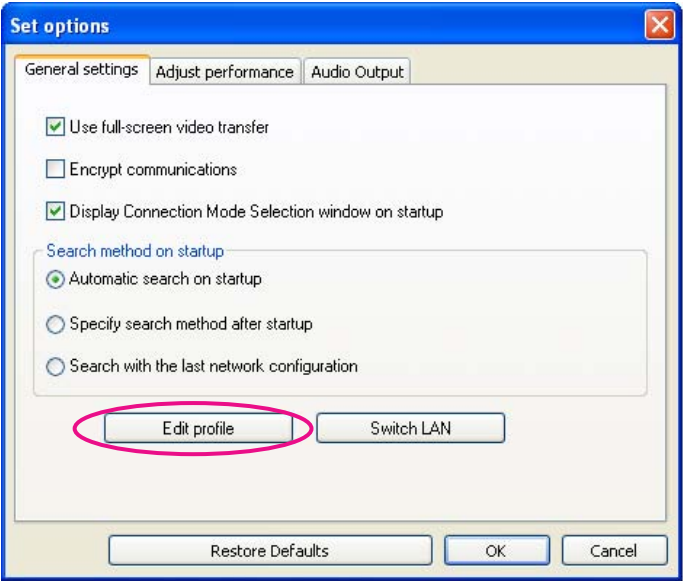 Set options
General settings Adjust performance Audio Output
Use full-screen video transfer
Encrypt communications
Display Connection Mode Selection window on startup
Search method on startup
Automatic search on startup
Specify search method after startup
Search with the last network configuration
Edit profile Switch LAN
Restore Defaults OK Cancel